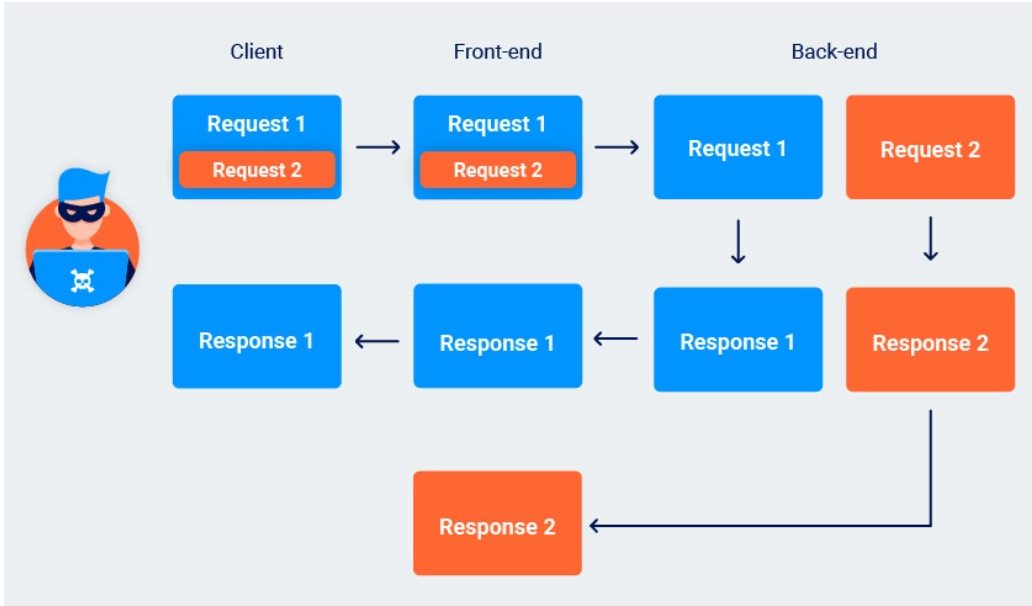 Client
Front-end
Back-end
Request 1
Request 2
Request 1
Request 2
Request 1
Request 2
Response 1
Response 1
Response 1
Response 2
Response 2